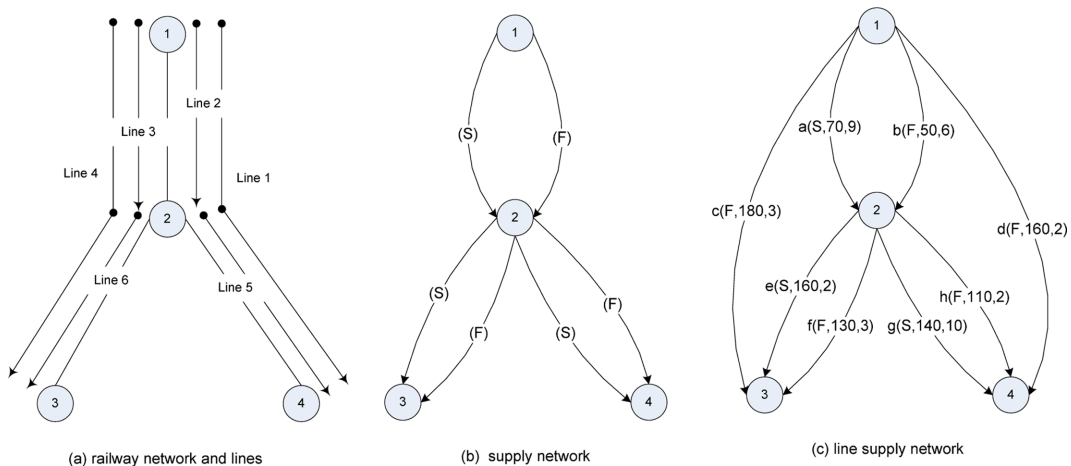 1
Line 2
Line 3
Line 4
Line 1
2
Line 6
Line 5
3
4
(a) railway network and lines
1
(S)
(F)
2
(S)
(F)
(F)
(S)
3
4
(b) supply network
1
a(S,70,9)
b(F,50,6)
c(F,180,3)
2
d(F,160,2)
e(S,160,2)
h(F,110,2)
f(F,130,3)
g(S,140,10)
3
4
(c) line supply network